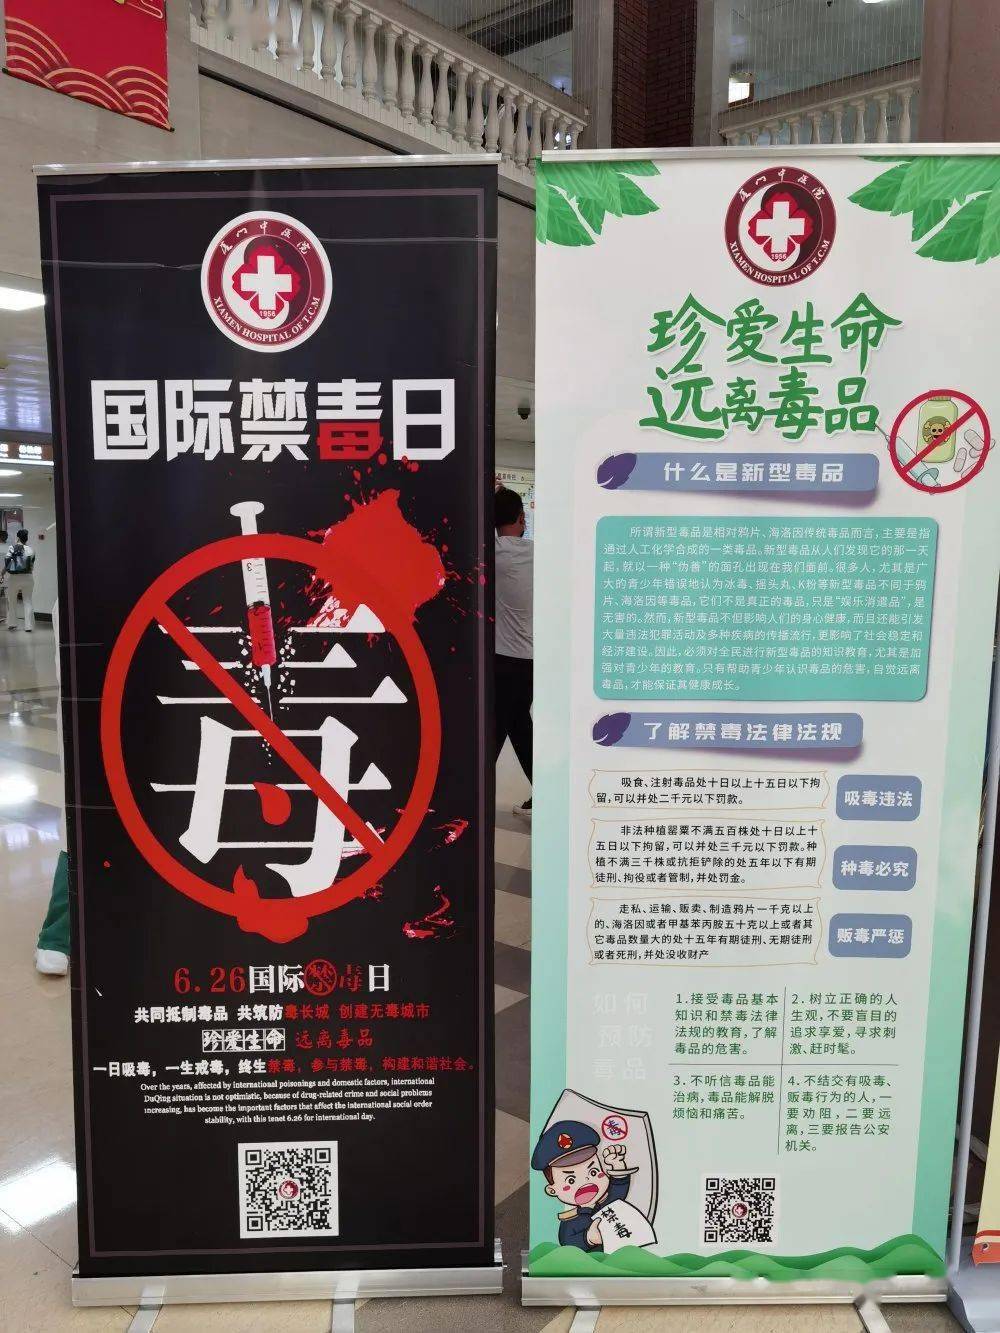 厦门中医院
1956
XIAMEN HOSPITAL OF T.C.M
国际禁毒日
毒
6.26国际禁毒日
共同抵制毒品 共筑防毒长城 创建无毒城市
珍爱生命 远离毒品
一日吸毒，一生戒毒，终生禁毒，参与禁毒，构建和谐社会。
Over the years, affected by international poisonings and domestic factors, international
DuQing situation is not optimistic, because of drug-related crime and social problems
increasing, has become the important factors that affect the international social order
stability, with this tenet 6.26 for international day.
厦门中医院
1956
XIAMEN HOSPITAL OF T.C.M
珍爱生命
远离毒品
什么是新型毒品
所谓新型毒品是相对鸦片、海洛因传统毒品而言，主要是指
通过人工化学合成的一类毒品。新型毒品从人们发现它的那一天
起，就以一种“伪善”的面孔出现在我们面前。很多人，尤其是广
大的青少年错误地认为冰毒、摇头丸、K粉等新型毒品不同于鸦
片、海洛因等毒品，它们不是真正的毒品，只是“娱乐消遣品”，是
无害的。然而，新型毒品不但影响人们的身心健康，而且还能引发
大量违法犯罪活动及多种疾病的传播流行，更影响了社会稳定和
经济建设。因此，必须对全民进行新型毒品的知识教育，尤其是加
强对青少年的教育。只有帮助青少年认识毒品的危害，自觉远离
毒品，才能保证其健康成长。
了解禁毒法律法规
吸食、注射毒品处十日以上十五日以下拘
留，可以并处二千元以下罚款。
吸毒违法
非法种植罂粟不满五百株处十日以上十
五日以下拘留，可以并处三千元以下罚款。种
植不满三千株或抗拒铲除的处五年以下有期
徒刑、拘役或者管制，并处罚金。
种毒必究
走私、运输、贩卖、制造鸦片一千克以上
的、海洛因或者甲基苯丙胺五十克以上或者其
它毒品数量大的处十五年有期徒刑、无期徒刑
或者死刑，并处没收财产
贩毒严惩
如何
预防
毒品
1.接受毒品基本
知识和禁毒法律
法规的教育，了解
毒品的危害。
2.树立正确的人
生观，不要盲目的
追求享爱，寻求刺
激、赶时髦。
3.不听信毒品能
治病，毒品能解脱
烦恼和痛苦。
4.不结交有吸毒、
贩毒行为的人，一
要劝阻，二要远
离，三要报告公安
机关。
毒
禁毒